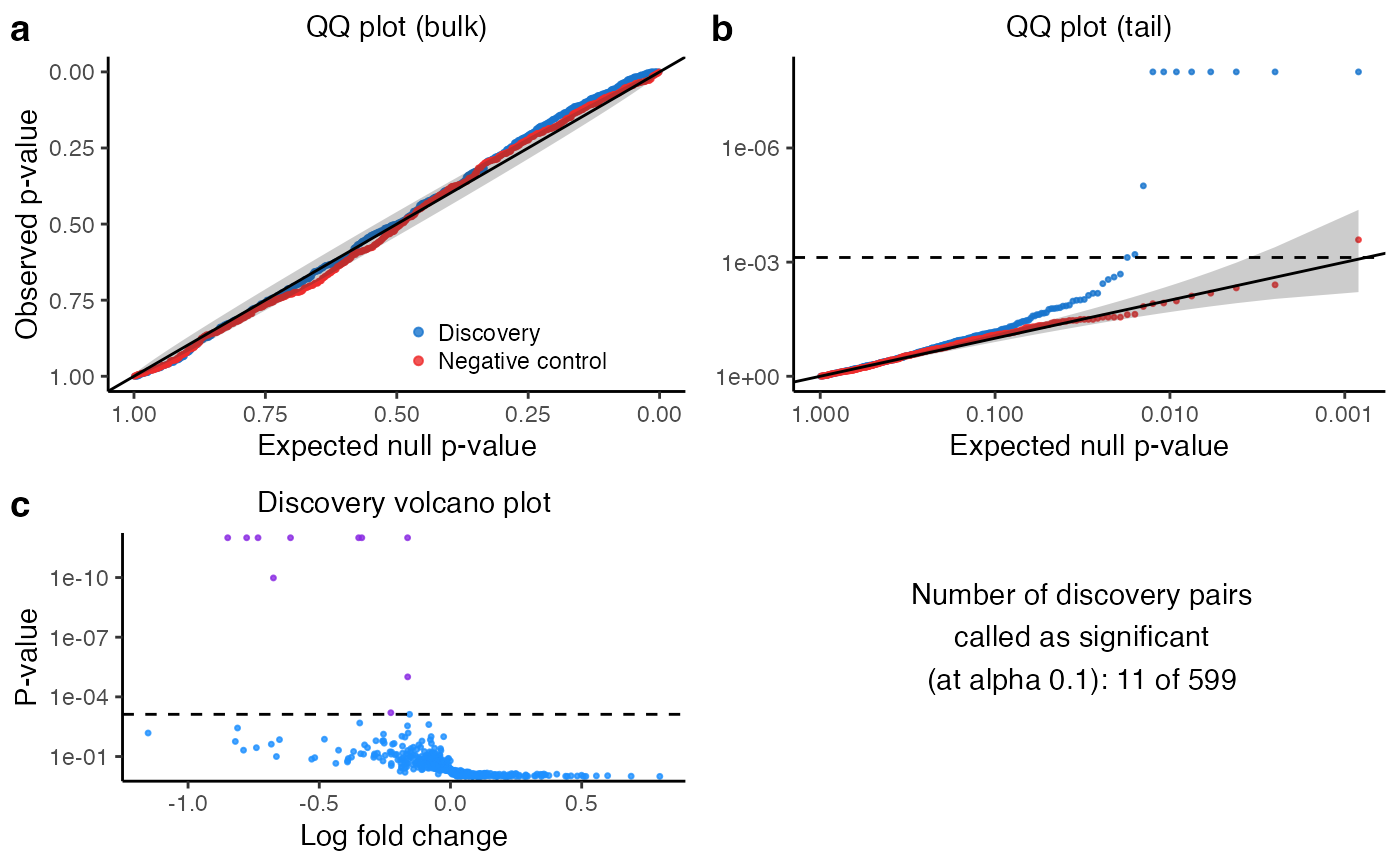 a
QQ plot (bulk)
0.00
0.25
0.50
0.75
1.00
Observed p-value
Discovery
Negative control
1.00
0.75
0.50
0.25
0.00
Expected null p-value
b
QQ plot (tail)
1e-06
1e-03
1e+00
1.000
0.100
0.010
0.001
Expected null p-value
c
Discovery volcano plot
1e-10
1e-07
1e-04
1e-01
P-value
-1.0
-0.5
0.0
0.5
Log fold change
Number of discovery pairs
called as significant
(at alpha 0.1): 11 of 599